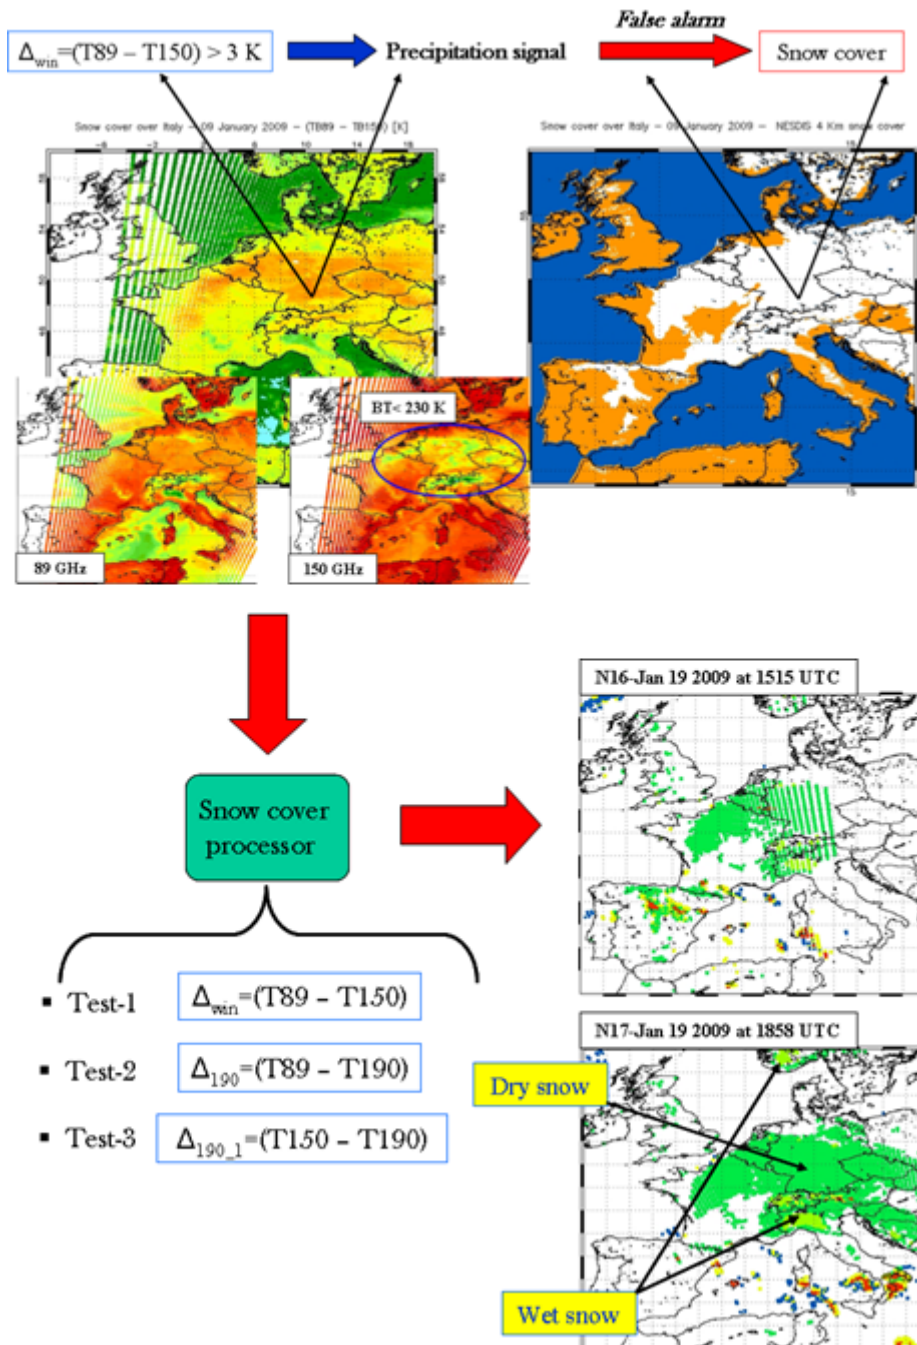 False alarm
Δwin=(T89 – T150) > 3 K
Precipitation signal
Snow cover
Snow cover over Italy – 09 January 2009 – (TB89 – TB150) [K]
Snow cover over Italy – 09 January 2009 – NESDIS 4 Km snow cover
15
BT< 230 K
89 GHz
150 GHz
15
N16-Jan 19 2009 at 1515 UTC
Snow cover
processor
▪ Test-1 Δwin=(T89 – T150)
▪ Test-2 Δ190=(T89 – T190)
▪ Test-3 Δ190_1=(T150 – T190)
N17-Jan 19 2009 at 1858 UTC
Dry snow
Wet snow